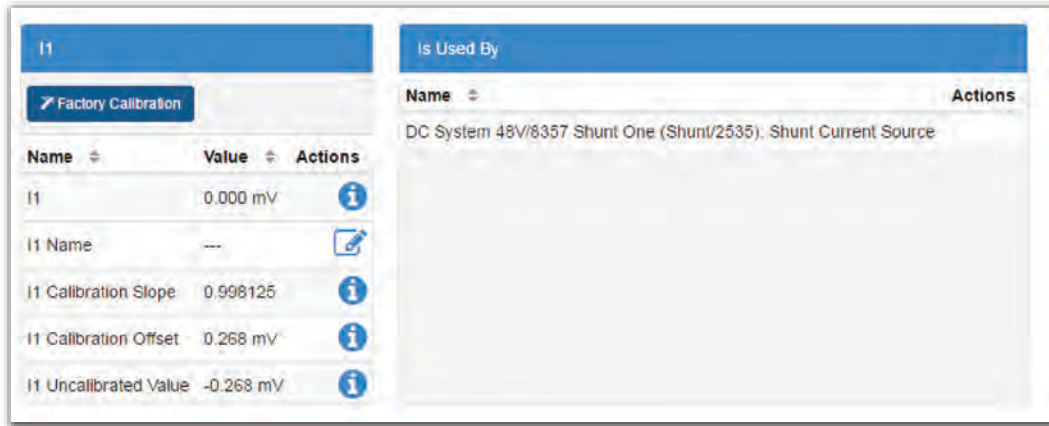 I1
Factory Calibration
Name Value Actions
I1 0.000 mV
I1 Name ---
I1 Calibration Slope 0.998125
I1 Calibration Offset 0.268 mV
I1 Uncalibrated Value -0.268 mV
Is Used By
Name Actions
DC System 48V/8357 Shunt One (Shunt/2535): Shunt Current Source